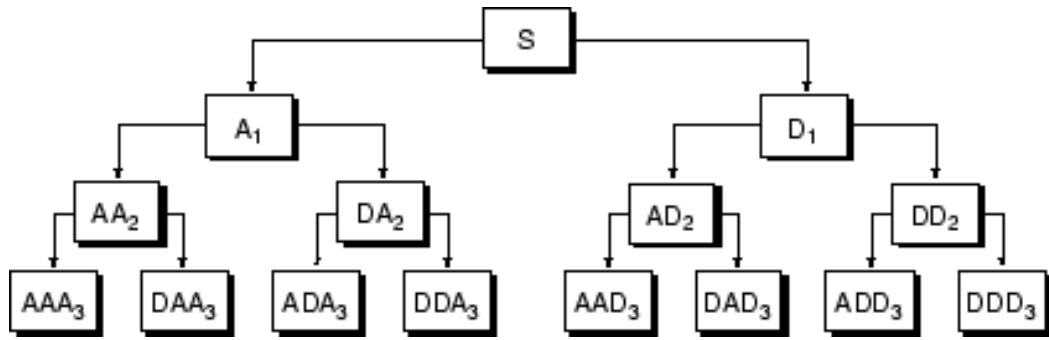 S
A₁ D₁
AA₂ DA₂ AD₂ DD₂
AAA₃ DAA₃ ADA₃ DDA₃ AAD₃ DAD₃ ADD₃ DDD₃